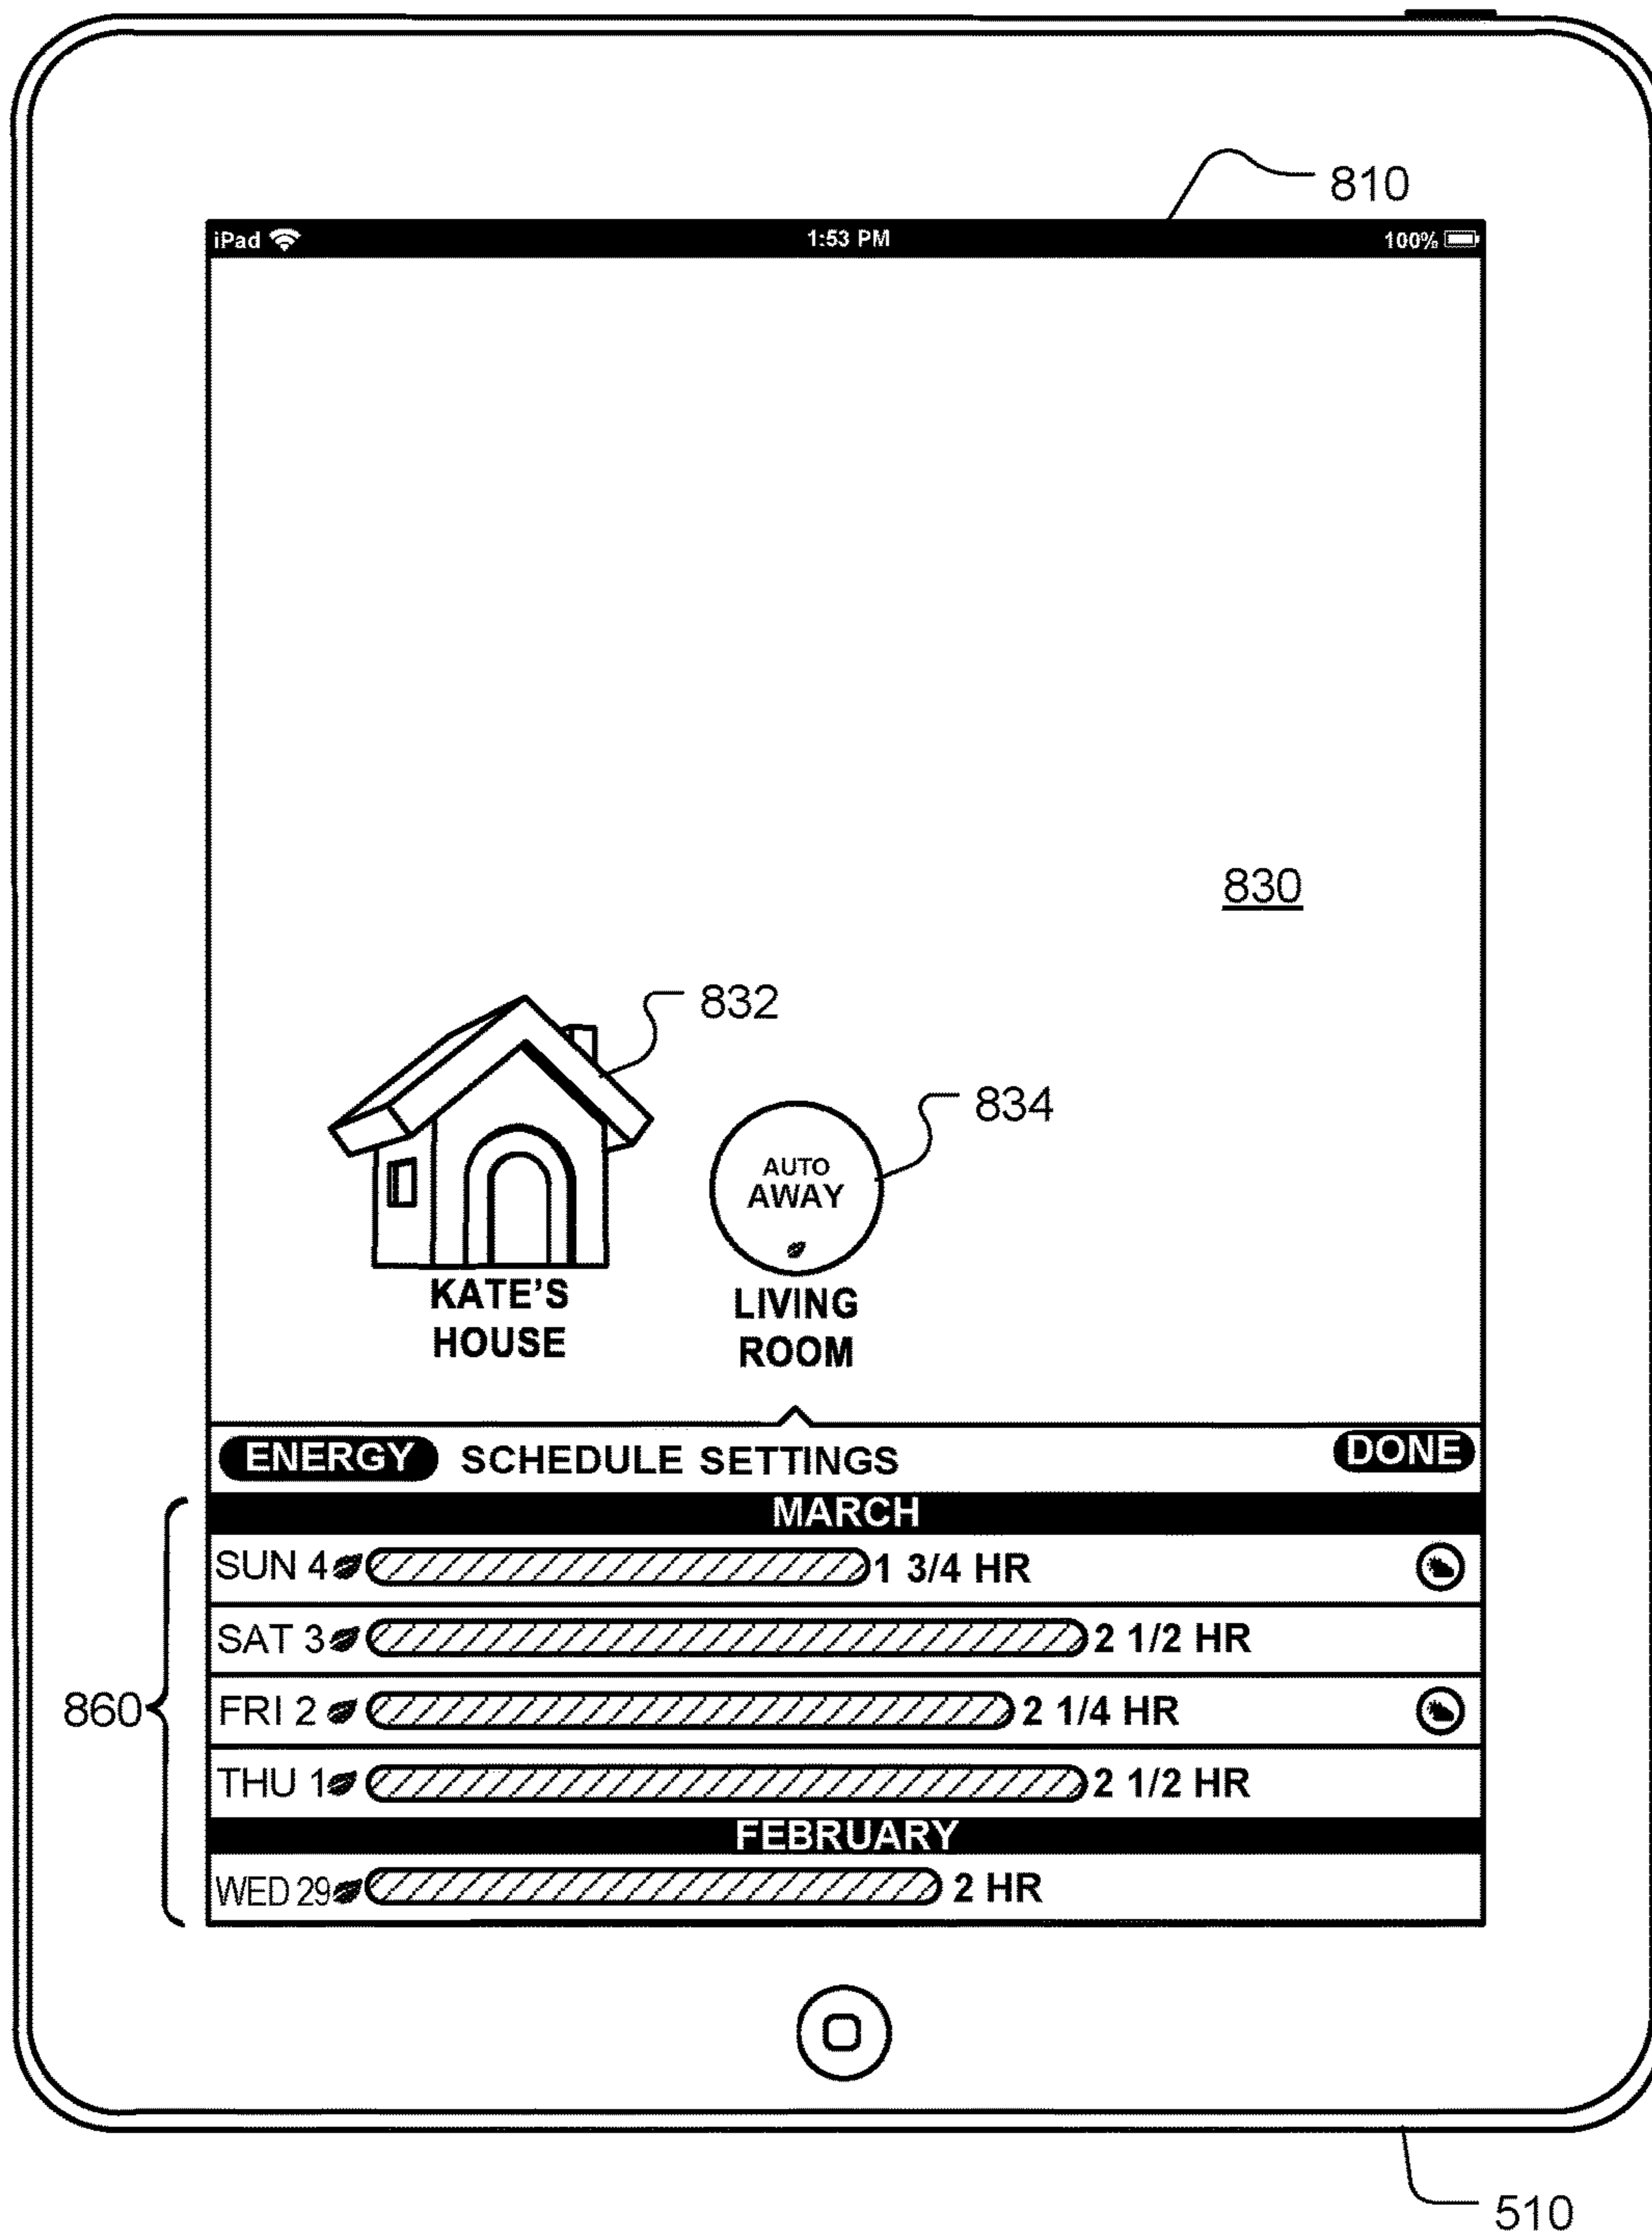 810
iPad 1:53 PM 100%
830
832
834
AUTO
AWAY
KATE'S
HOUSE
LIVING
ROOM
ENERGY SCHEDULE SETTINGS DONE
MARCH
SUN 4 1 3/4 HR
SAT 3 2 1/2 HR
860
FRI 2 2 1/4 HR
THU 1 2 1/2 HR
FEBRUARY
WED 29 2 HR
510